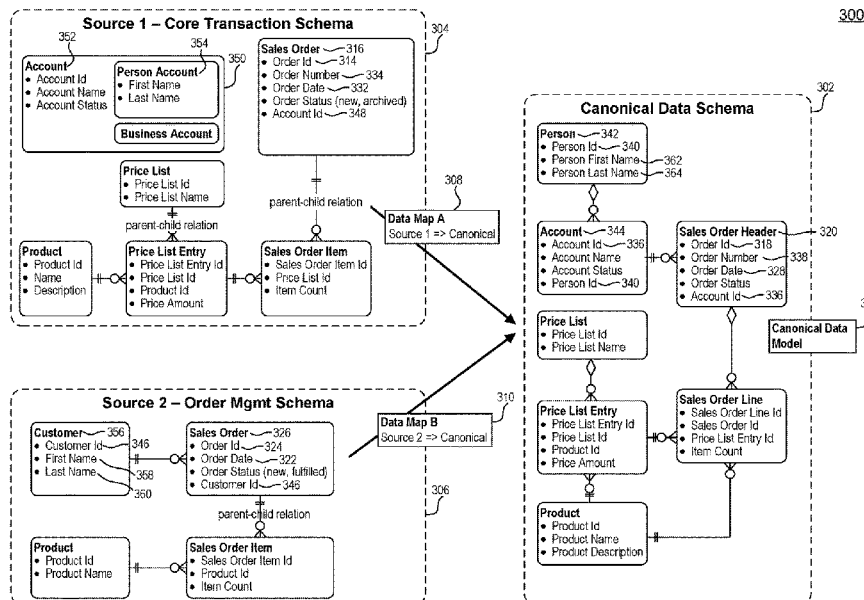 300
Source 1 – Core Transaction Schema
304
352
354
350
Account
• Account Id
• Account Name
• Account Status
Person Account
• First Name
• Last Name
Business Account
Sales Order 316
• Order Id 314
• Order Number 334
• Order Date 332
• Order Status (new, archived)
• Account Id 348
Price List
• Price List Id
• Price List Name
parent-child relation
parent-child relation
Product
• Product Id
• Name
• Description
Price List Entry
• Price List Entry Id
• Price List Id
• Product Id
• Price Amount
Sales Order Item
• Sales Order Item Id
• Price List Id
• Item Count
308
Data Map A
Source 1 => Canonical
Source 2 – Order Mgmt Schema
306
Customer 356
• Customer Id 346
• First Name 358
• Last Name 360
Sales Order 326
• Order Id 324
• Order Date 322
• Order Status (new, fulfilled)
• Customer Id 346
parent-child relation
Product
• Product Id
• Product Name
Sales Order Item
• Sales Order Item Id
• Product Id
• Item Count
310
Data Map B
Source 2 => Canonical
Canonical Data Schema
302
Person 342
• Person Id 340
• Person First Name 362
• Person Last Name 364
Account 344
• Account Id 336
• Account Name
• Account Status
• Person Id 340
Sales Order Header 320
• Order Id 318
• Order Number 338
• Order Date 328
• Order Status
• Account Id 336
Price List
• Price List Id
• Price List Name
Canonical Data
Model
Price List Entry
• Price List Entry Id
• Price List Id
• Product Id
• Price Amount
Sales Order Line
• Sales Order Line Id
• Sales Order Id
• Price List Entry Id
• Item Count
Product
• Product Id
• Product Name
• Product Description